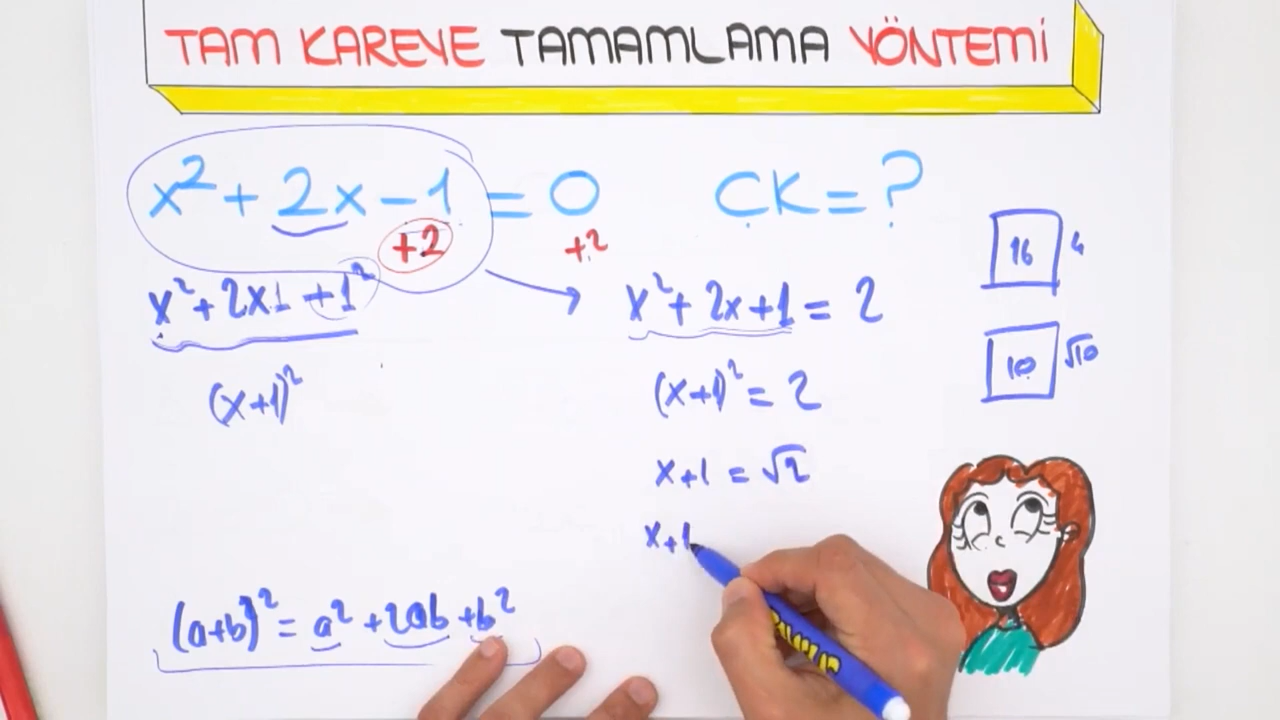 TAM KAREYE TAMAMLAMA YÖNTEMİ
x² + 2x - 1 = 0 ÇK = ?
+2 +2
x² + 2x1 + 1²
(x+1)²
x² + 2x + 1 = 2
(x+1)² = 2
x+1 = √2
x+1
16 4
10 √10
(a+b)² = a² + 2ab + b²